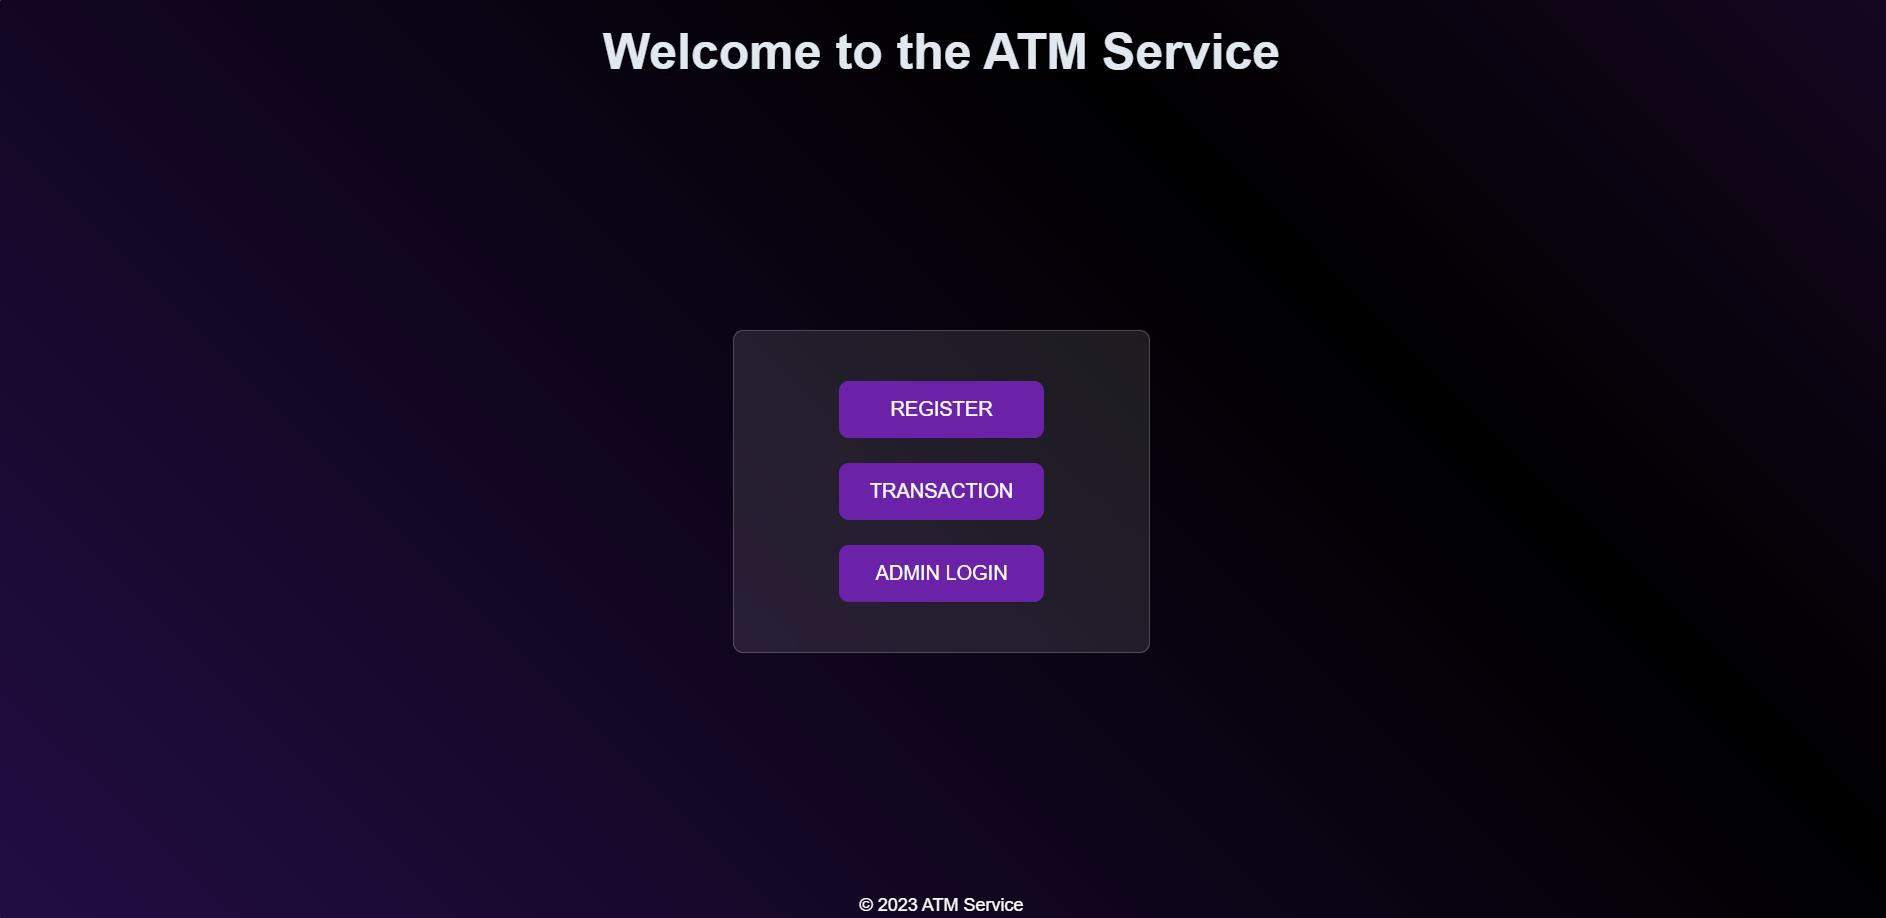 Welcome to the ATM Service
REGISTER
TRANSACTION
ADMIN LOGIN
© 2023 ATM Service